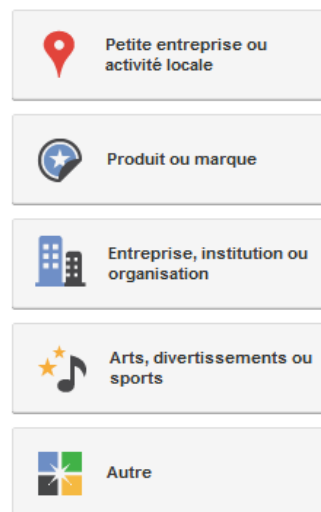 Petite entreprise ou
activité locale
Produit ou marque
Entreprise, institution ou
organisation
Arts, divertissements ou
sports
Autre